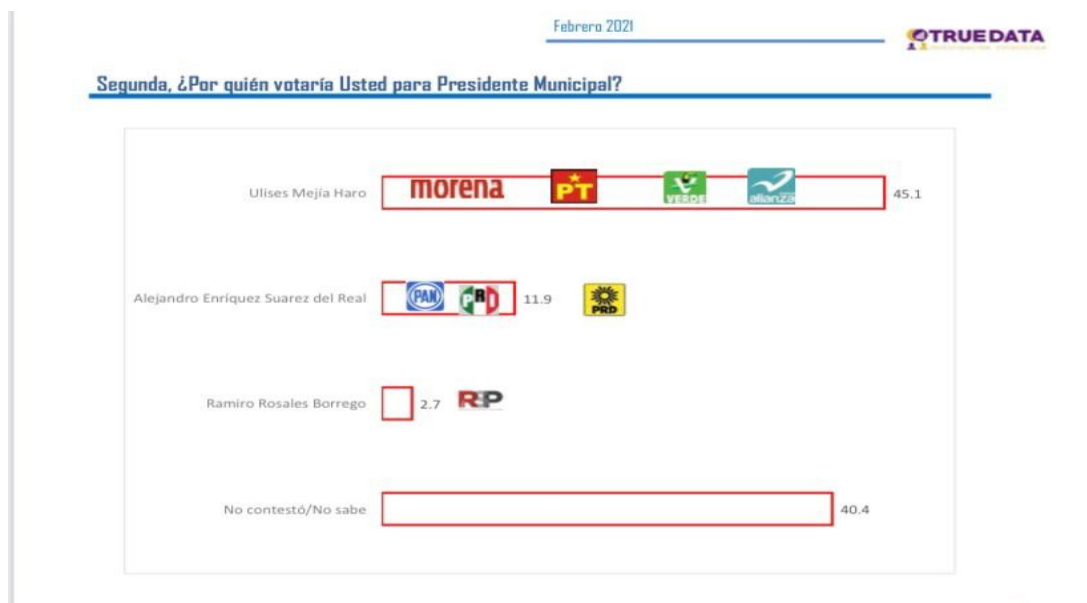 Febrero 2021
TRUEDATA
Segunda, ¿Por quién votaría Usted para Presidente Municipal?
Ulises Mejía Haro morena PT VERDE alianza 45.1
Alejandro Enríquez Suarez del Real PAN PRD 11.9 PRD
Ramiro Rosales Borrego 2.7 RSP
No contestó/No sabe 40.4